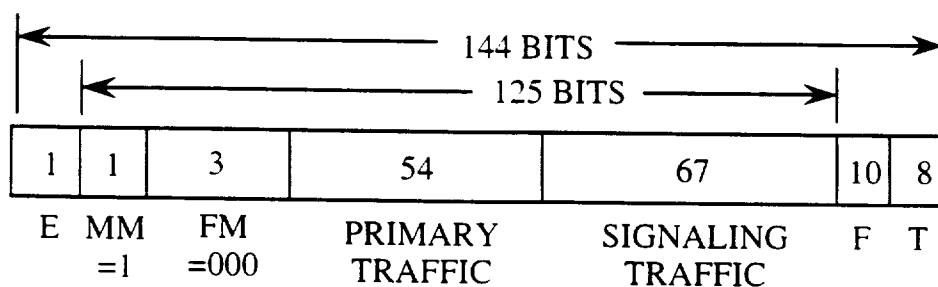 144 BITS
125 BITS
1 1 3 54 67 10 8
E MM FM PRIMARY SIGNALING F T
=1 =000 TRAFFIC TRAFFIC